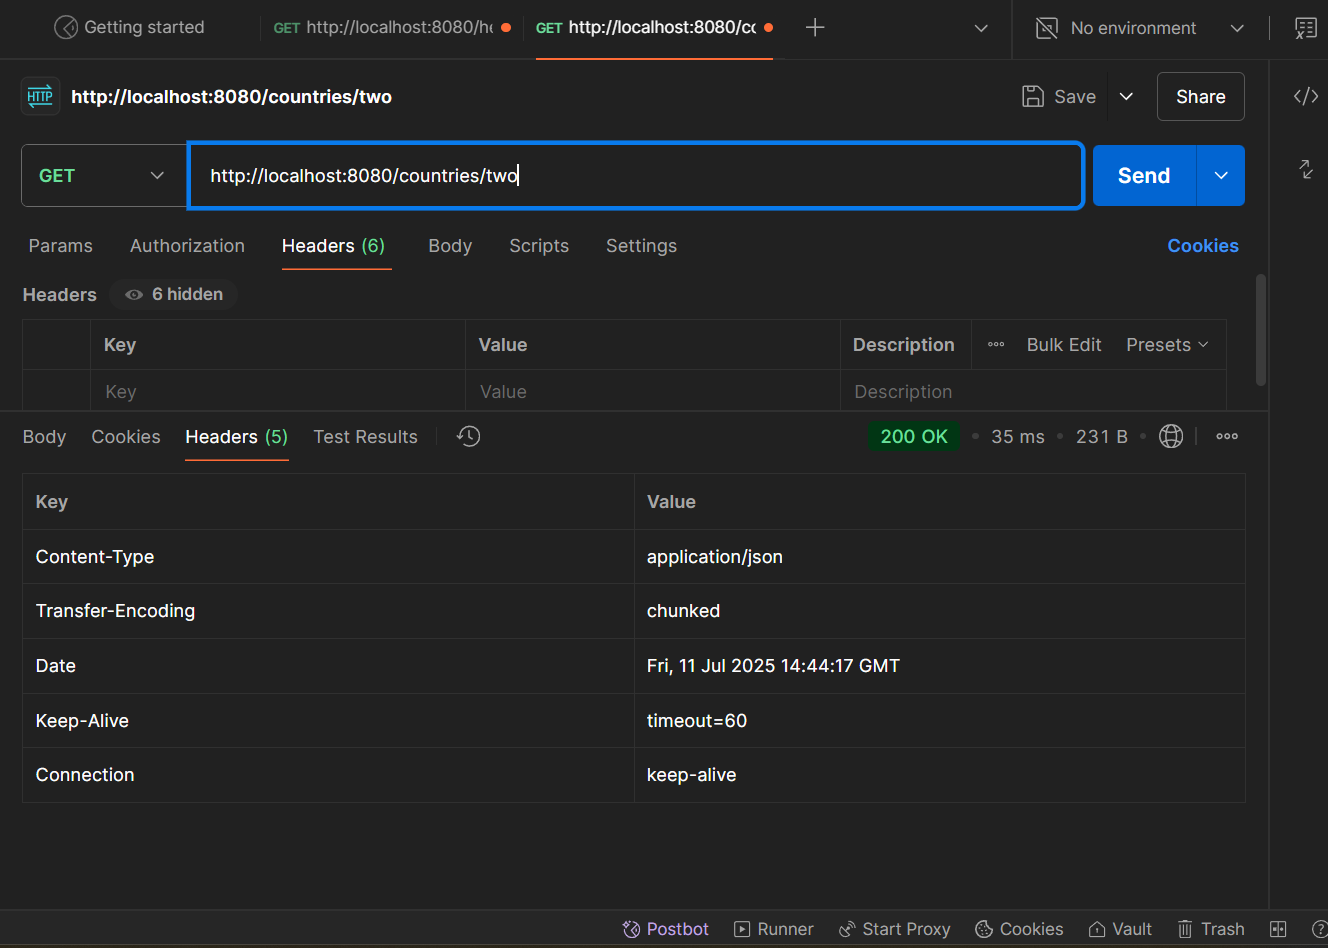 Getting started GET http://localhost:8080/he GET http://localhost:8080/co No environment
HTTP http://localhost:8080/countries/two Save Share
GET http://localhost:8080/countries/two Send
Params Authorization Headers (6) Body Scripts Settings Cookies
Headers 6 hidden
Key Value Description Bulk Edit Presets
Key Value Description
Body Cookies Headers (5) Test Results 200 OK 35 ms 231 B
Key Value
Content-Type application/json
Transfer-Encoding chunked
Date Fri, 11 Jul 2025 14:44:17 GMT
Keep-Alive timeout=60
Connection keep-alive
Postbot Runner Start Proxy Cookies Vault Trash